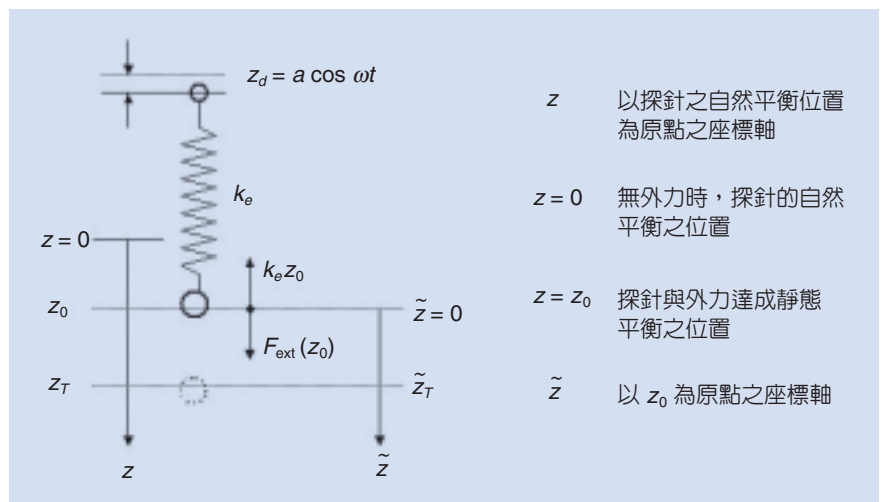 z_d = a cos ωt
k_e
z = 0
k_e z_0
z_0
z̃ = 0
F_ext (z_0)
z_T
z̃_T
z
z̃
z 以探針之自然平衡位置
為原點之座標軸
z = 0 無外力時，探針的自然
平衡之位置
z = z_0 探針與外力達成靜態
平衡之位置
z̃ 以 z_0 為原點之座標軸